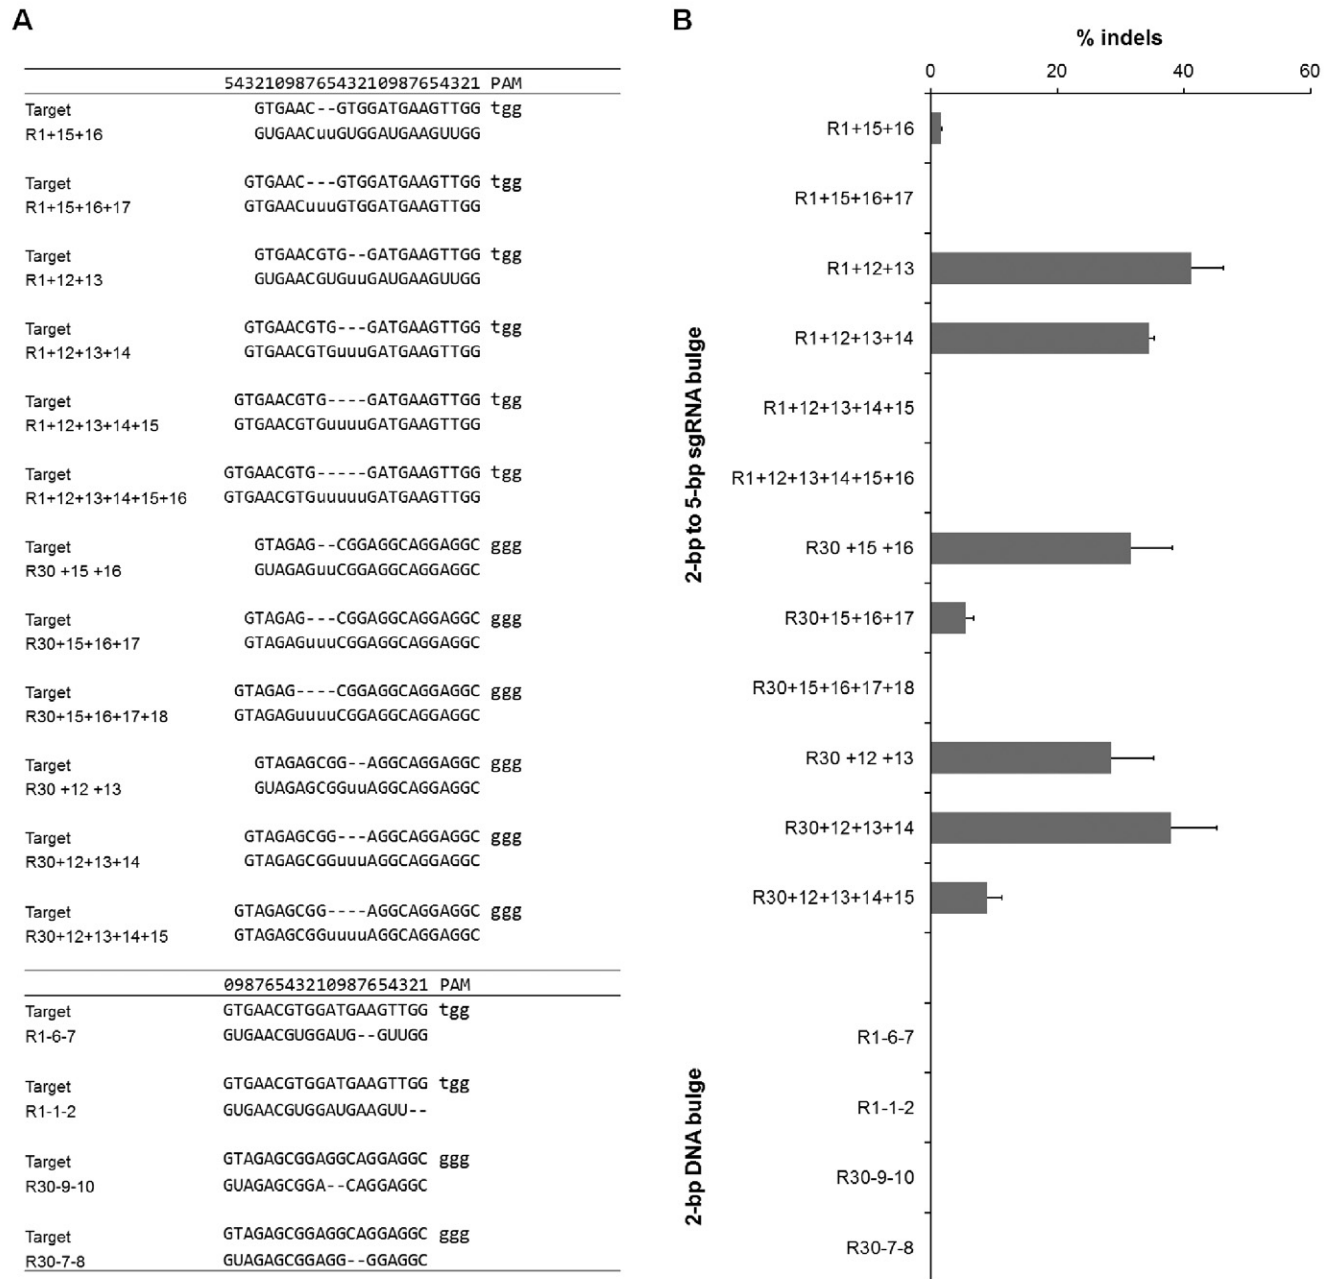 A
5432109876543210987654321 PAM
Target GTGAAC--GTGGATGAAGTTGG tgg
R1+15+16 GUGAACuuGUGGAUGAAGUUGG
Target GTGAAC---GTGGATGAAGTTGG tgg
R1+15+16+17 GTGAACuuuGTGGATGAAGTTGG
Target GTGAACGTG--GATGAAGTTGG tgg
R1+12+13 GUGAACGUGuuGAUGAAGUUGG
Target GTGAACGTG---GATGAAGTTGG tgg
R1+12+13+14 GTGAACGTGuuuGATGAAGTTGG
Target GTGAACGTG----GATGAAGTTGG tgg
R1+12+13+14+15 GTGAACGTGuuuuGATGAAGTTGG
Target GTGAACGTG-----GATGAAGTTGG tgg
R1+12+13+14+15+16 GTGAACGTGuuuuuGATGAAGTTGG
Target GTAGAG--CGGAGGCAGGAGGC ggg
R30 +15 +16 GUAGAGuuCGGAGGCAGGAGGC
Target GTAGAG---CGGAGGCAGGAGGC ggg
R30+15+16+17 GTAGAGuuuCGGAGGCAGGAGGC
Target GTAGAG----CGGAGGCAGGAGGC ggg
R30+15+16+17+18 GTAGAGuuuuCGGAGGCAGGAGGC
Target GTAGAGCGG--AGGCAGGAGGC ggg
R30 +12 +13 GUAGAGCGGuuAGGCAGGAGGC
Target GTAGAGCGG---AGGCAGGAGGC ggg
R30+12+13+14 GTAGAGCGGuuuAGGCAGGAGGC
Target GTAGAGCGG----AGGCAGGAGGC ggg
R30+12+13+14+15 GTAGAGCGGuuuuAGGCAGGAGGC
09876543210987654321 PAM
Target GTGAACGTGGATGAAGTTGG tgg
R1-6-7 GUGAACGUGGAUG--GUUGG
Target GTGAACGTGGATGAAGTTGG tgg
R1-1-2 GUGAACGUGGAUGAAGUU--
Target GTAGAGCGGAGGCAGGAGGC ggg
R30-9-10 GUAGAGCGGA--CAGGAGGC
Target GTAGAGCGGAGGCAGGAGGC ggg
R30-7-8 GUAGAGCGGAGG--GGAGGC
B
% indels
0 20 40 60
2-bp to 5-bp sgRNA bulge
R1+15+16
R1+15+16+17
R1+12+13
R1+12+13+14
R1+12+13+14+15
R1+12+13+14+15+16
R30 +15 +16
R30+15+16+17
R30+15+16+17+18
R30 +12 +13
R30+12+13+14
R30+12+13+14+15
2-bp DNA bulge
R1-6-7
R1-1-2
R30-9-10
R30-7-8